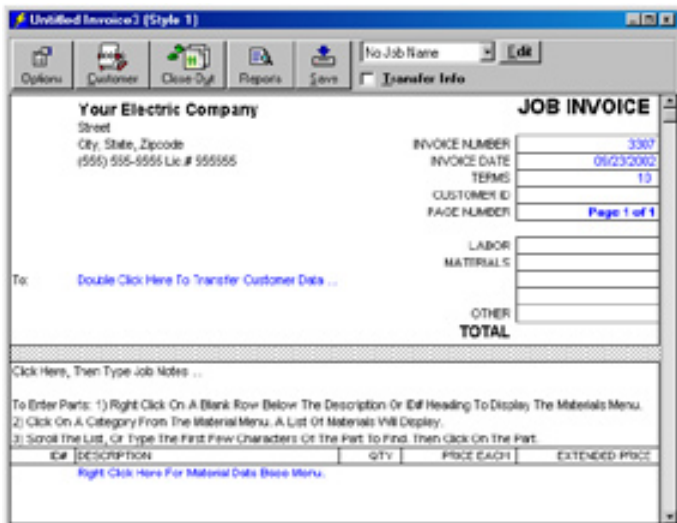 Untitled Invoice3 (Style 1)
No Job Name Edit
Options Customer Close-Out Reports Save Transfer Info
Your Electric Company JOB INVOICE
Street
City, State, Zipcode INVOICE NUMBER 3307
(555) 555-5555 Lic.# 555555 INVOICE DATE 05/23/2002
TERMS 10
CUSTOMER ID
PAGE NUMBER Page 1 of 1
LABOR
MATERIALS
To: Double Click Here To Transfer Customer Data ...
OTHER
TOTAL
Click Here, Then Type Job Notes ...
To Enter Parts: 1) Right Click On A Blank Row Below The Description Or ID# Heading To Display The Materials Menu.
2) Click On A Category From The Material Menu. A List Of Materials Will Display.
3) Scroll The List, Or Type The First Few Characters Of The Part To Find. Then Click On The Part.
ID# DESCRIPTION QTY PRICE EACH EXTENDED PRICE
Right Click Here For Material Data Base Menu.